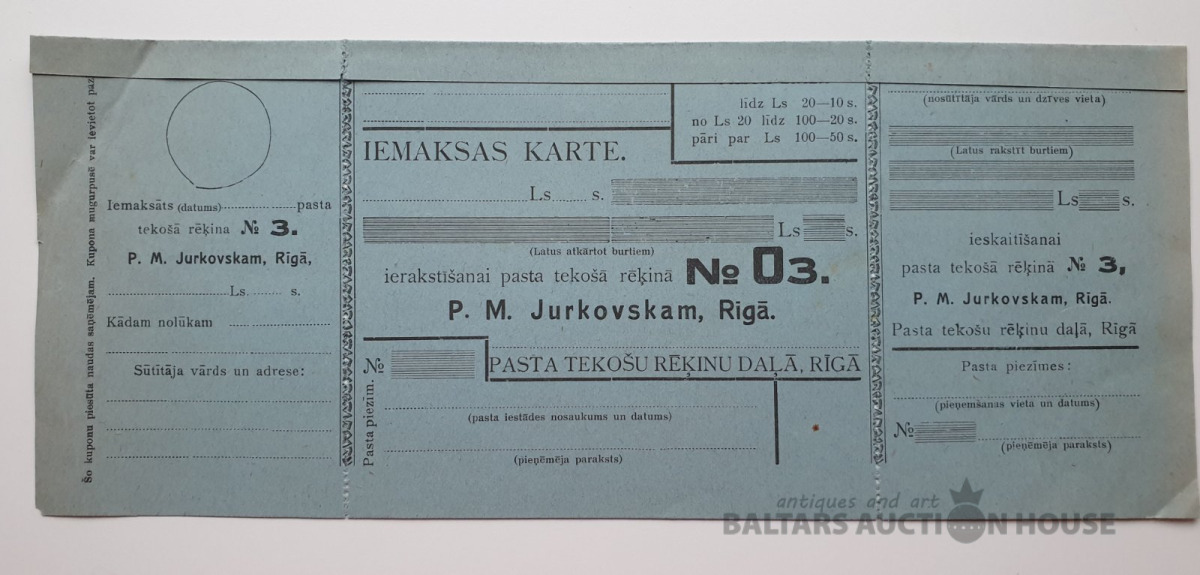 Šo kuponu piesūta naudas saņēmējam. Kupona mugurpusē var ievietot
Iemaksāts (datums) pasta
tekošā rēķina № 3.
P. M. Jurkovskam, Rīgā,
Ls. s.
Kādam nolūkam
Sūtītāja vārds un adrese:
līdz Ls 20—10 s.
no Ls 20 līdz 100—20 s.
pāri par Ls 100—50 s.
IEMAKSAS KARTE.
Ls s.
Ls s.
(Latus atkārtot burtiem)
ierakstīšanai pasta tekošā rēķinā № 03.
P. M. Jurkovskam, Rīgā.
№
PASTA TEKOŠU RĒĶINU DAĻĀ, RĪGĀ
Pasta piezīm.
(pasta iestādes nosaukums un datums)
(pieņēmēja paraksts)
(nosūtītāja vārds un dzīves vieta)
(Latus rakstīt burtiem)
Ls s.
ieskaitīšanai
pasta tekošā rēķinā № 3,
P. M. Jurkovskam, Rīgā.
Pasta tekošu rēķinu daļā, Rīgā
Pasta piezīmes:
(pieņemšanas vieta un datums)
№
(pieņēmēja paraksts)
antiques and art
BALTARS AUCTION HOUSE